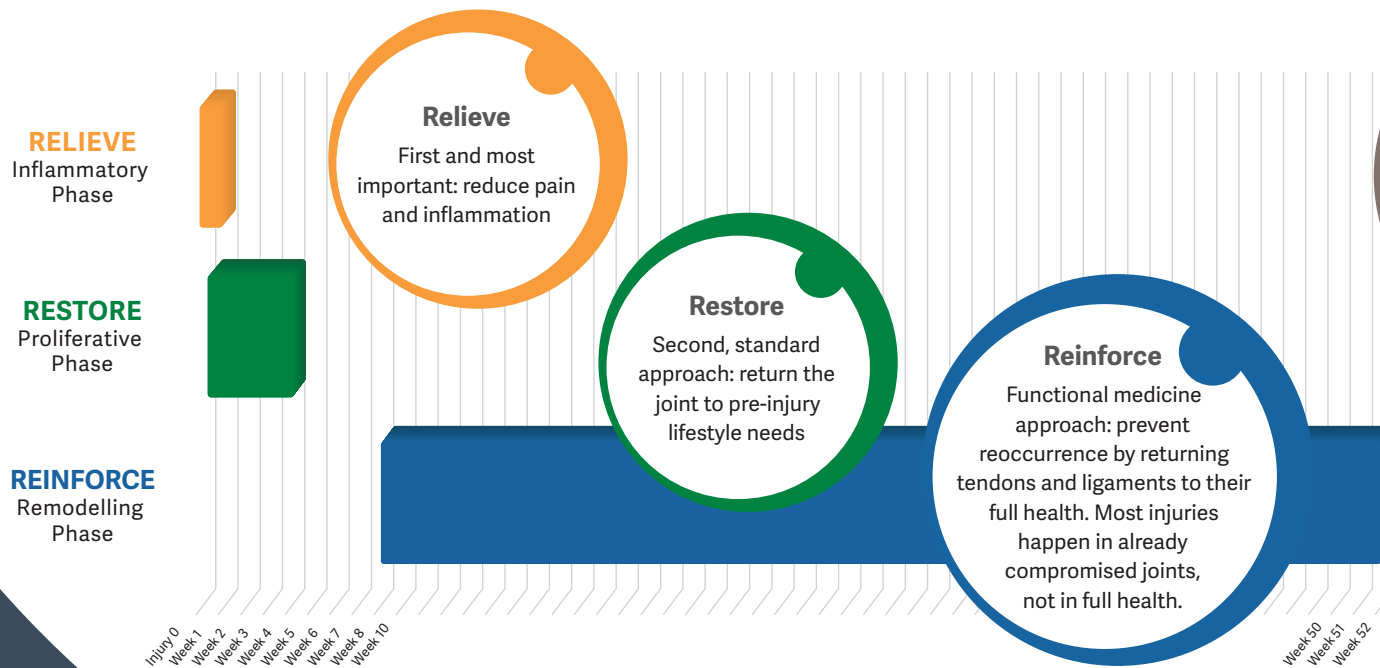 RELIEVE
Inflammatory
Phase
Relieve
First and most
important: reduce pain
and inflammation
RESTORE
Proliferative
Phase
Restore
Second, standard
approach: return the
joint to pre-injury
lifestyle needs
REINFORCE
Remodelling
Phase
Reinforce
Functional medicine
approach: prevent
reoccurrence by returning
tendons and ligaments to their
full health. Most injuries
happen in already
compromised joints,
not in full health.
Injury 0
Week 1
Week 2
Week 3
Week 4
Week 5
Week 6
Week 7
Week 8
Week 10
Week 50
Week 51
Week 52